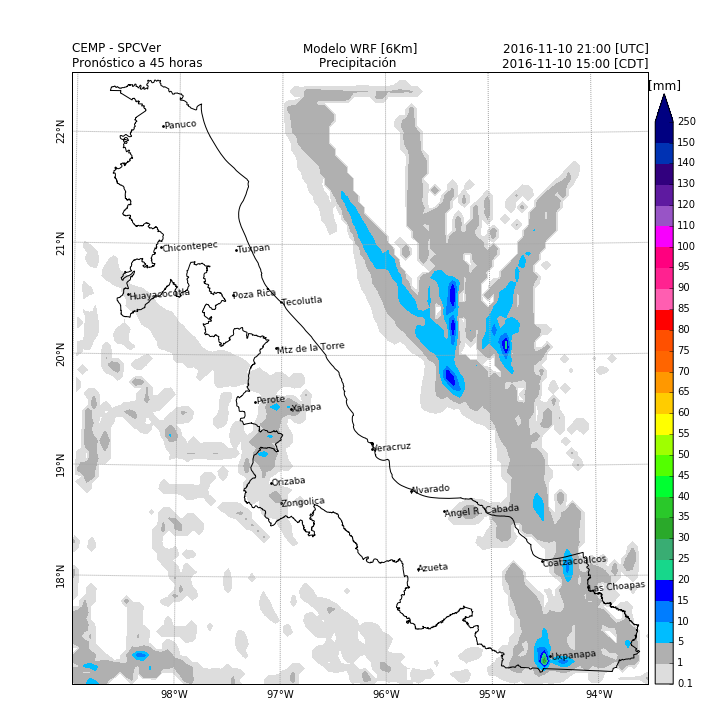 CEMP - SPCVer Modelo WRF [6Km] 2016-11-10 21:00 [UTC]
Pronóstico a 45 horas Precipitación 2016-11-10 15:00 [CDT]
[mm]
250
150
140
130
120
110
100
95
90
85
80
75
70
65
60
55
50
45
40
35
30
25
20
15
10
5
1
0.1
22°N
21°N
20°N
19°N
18°N
Panuco
Chicontepec
Tuxpan
Huayacocotla
Poza Rica
Tecolutla
Mtz de la Torre
Perote
Xalapa
Veracruz
Orizaba
Zongolica
Alvarado
Angel R. Cabada
Azueta
Coatzacoalcos
Las Choapas
Uxpanapa
98°W 97°W 96°W 95°W 94°W